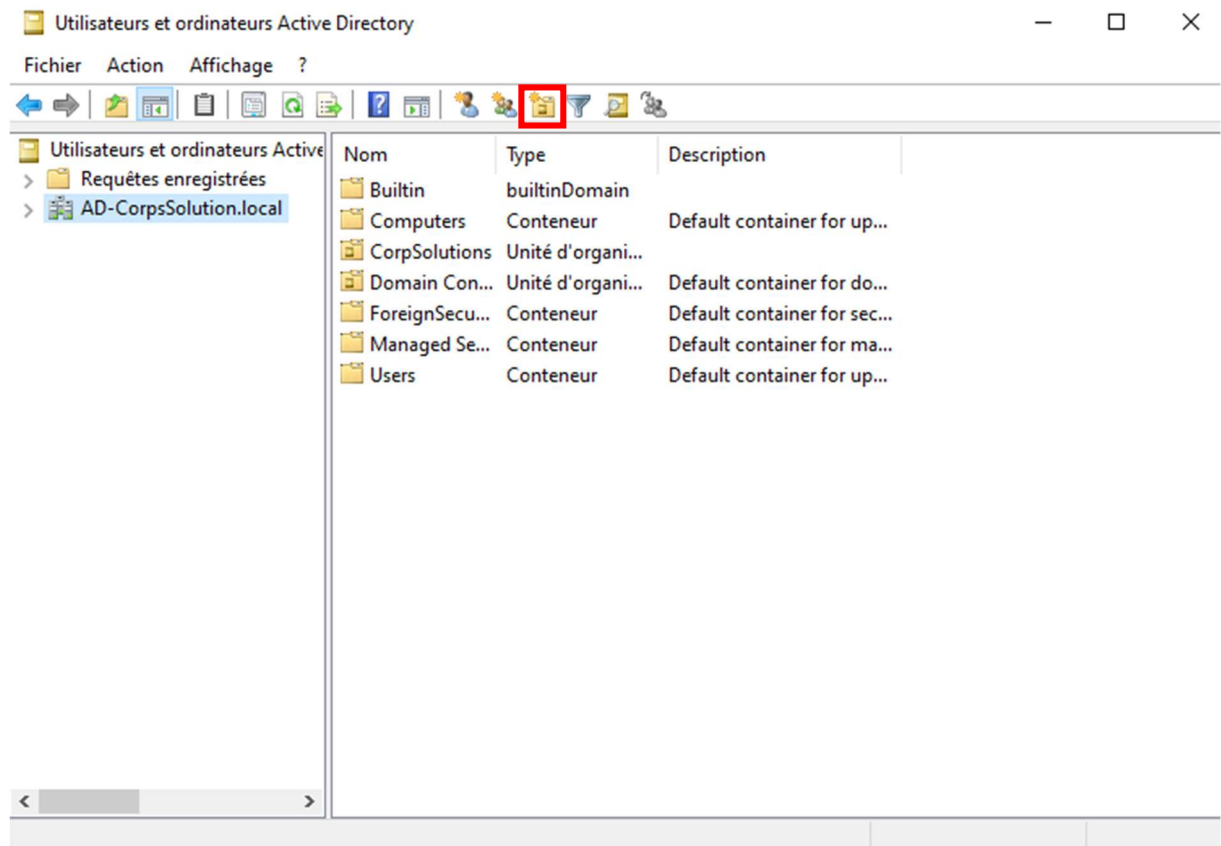 Utilisateurs et ordinateurs Active Directory
Fichier Action Affichage ?
Utilisateurs et ordinateurs Active
Requêtes enregistrées
AD-CorpsSolution.local
Nom Type Description
Builtin builtinDomain
Computers Conteneur Default container for up...
CorpSolutions Unité d'organi...
Domain Con... Unité d'organi... Default container for do...
ForeignSecu... Conteneur Default container for sec...
Managed Se... Conteneur Default container for ma...
Users Conteneur Default container for up...